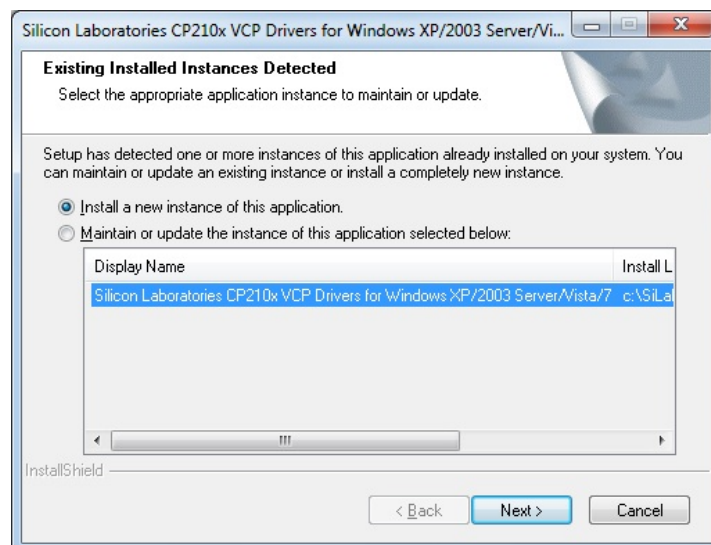 Silicon Laboratories CP210x VCP Drivers for Windows XP/2003 Server/Vi...
Existing Installed Instances Detected
Select the appropriate application instance to maintain or update.
Setup has detected one or more instances of this application already installed on your system. You
can maintain or update an existing instance or install a completely new instance.
Install a new instance of this application.
Maintain or update the instance of this application selected below:
Display Name Install L
Silicon Laboratories CP210x VCP Drivers for Windows XP/2003 Server/Vista/7 c:\SiLa
InstallShield
< Back Next > Cancel